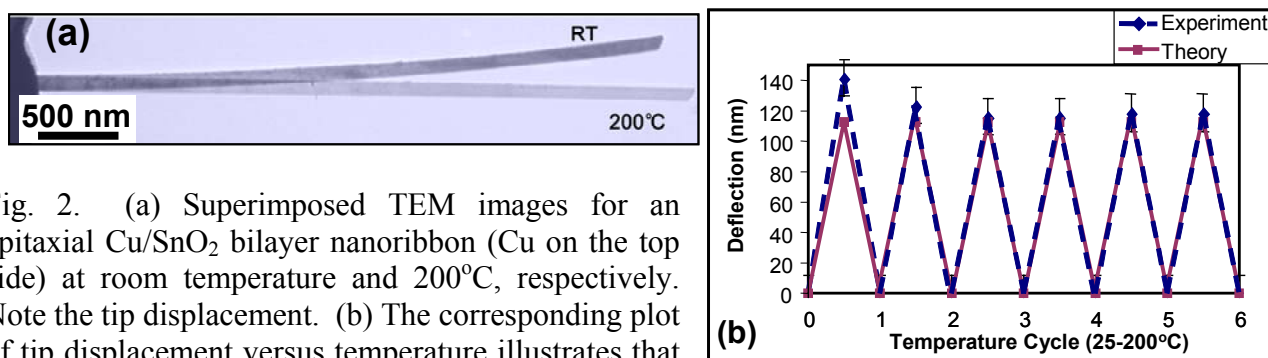 (a)
RT
500 nm
200°C
ig. 2. (a) Superimposed TEM images for an
pitaxial Cu/SnO₂ bilayer nanoribbon (Cu on the top
ide) at room temperature and 200°C, respectively.
Note the tip displacement. (b) The corresponding plot
f tip displacement versus temperature illustrates that
Experiment
Theory
Deflection (nm)
140
120
100
80
60
40
20
0
0 1 2 3 4 5 6
(b)
Temperature Cycle (25-200°C)